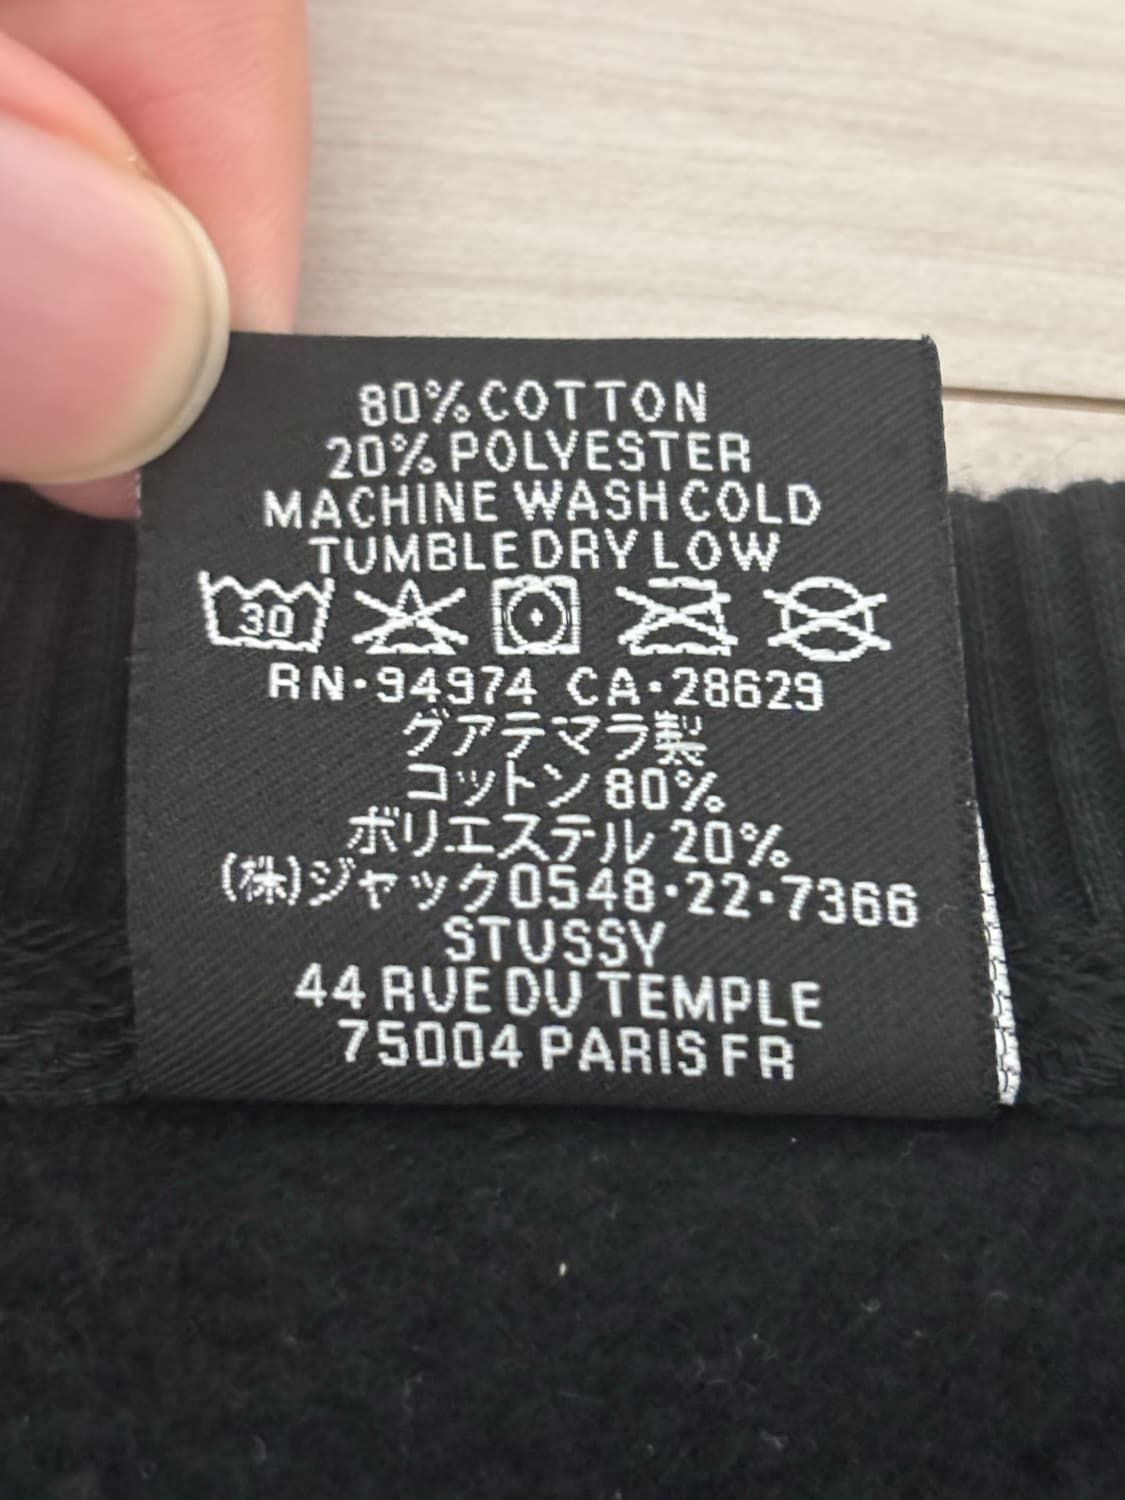 80% COTTON
20% POLYESTER
MACHINE WASH COLD
TUMBLE DRY LOW
30
RN·94974 CA·28629
グアテマラ製
コットン 80%
ポリエステル 20%
(株)ジャック0548·22·7366
STUSSY
44 RUE DU TEMPLE
75004 PARIS FR